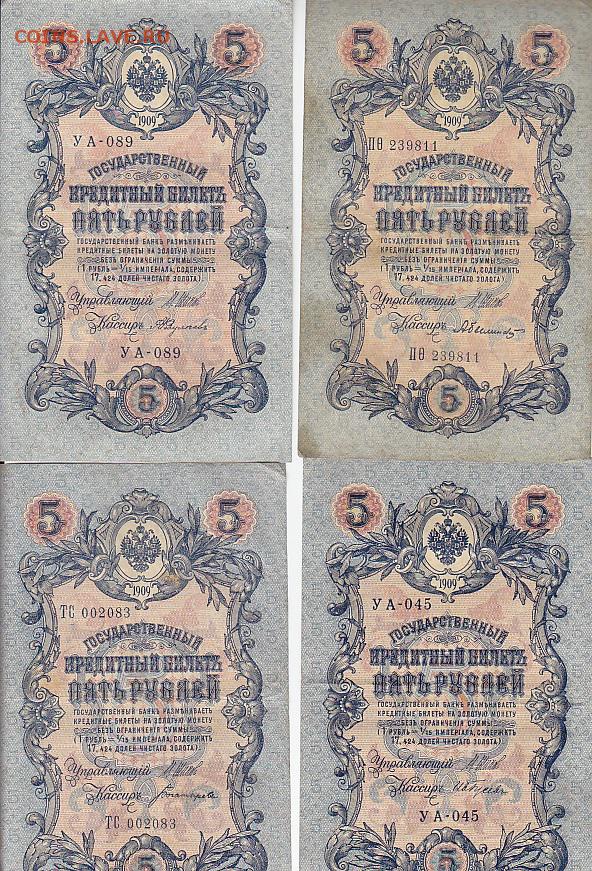 COINS.LAVE.RU
5 5
1909
УА-089
ГОСУДАРСТВЕННЫЙ
КРЕДИТНЫЙ БИЛЕТЪ
ПЯТЬ РУБЛЕЙ
ГОСУДАРСТВЕННЫЙ БАНКЪ РАЗМѢНИВАЕТЪ
КРЕДИТНЫЕ БИЛЕТЫ НА ЗОЛОТУЮ МОНЕТУ
БЕЗЪ ОГРАНИЧЕНІЯ СУММЫ
(1 РУБЛЬ = 1/15 ИМПЕРІАЛА, СОДЕРЖИТЪ
17,424 ДОЛЕЙ ЧИСТАГО ЗОЛОТА).
Управляющій
Кассиръ
УА-089
5
5 5
1909
ПѲ 239811
ГОСУДАРСТВЕННЫЙ
КРЕДИТНЫЙ БИЛЕТЪ
ПЯТЬ РУБЛЕЙ
ГОСУДАРСТВЕННЫЙ БАНКЪ РАЗМѢНИВАЕТЪ
КРЕДИТНЫЕ БИЛЕТЫ НА ЗОЛОТУЮ МОНЕТУ
БЕЗЪ ОГРАНИЧЕНІЯ СУММЫ
(1 РУБЛЬ = 1/15 ИМПЕРІАЛА, СОДЕРЖИТЪ
17,424 ДОЛЕЙ ЧИСТАГО ЗОЛОТА).
Управляющій
Кассиръ
ПѲ 239811
5
5 5
1909
ТС 002083
ГОСУДАРСТВЕННЫЙ
КРЕДИТНЫЙ БИЛЕТЪ
ПЯТЬ РУБЛЕЙ
ГОСУДАРСТВЕННЫЙ БАНКЪ РАЗМѢНИВАЕТЪ
КРЕДИТНЫЕ БИЛЕТЫ НА ЗОЛОТУЮ МОНЕТУ
БЕЗЪ ОГРАНИЧЕНІЯ СУММЫ
(1 РУБЛЬ = 1/15 ИМПЕРІАЛА, СОДЕРЖИТЪ
17,424 ДОЛЕЙ ЧИСТАГО ЗОЛОТА).
Управляющій
Кассиръ
ТС 002083
5
5 5
1909
УА-045
ГОСУДАРСТВЕННЫЙ
КРЕДИТНЫЙ БИЛЕТЪ
ПЯТЬ РУБЛЕЙ
ГОСУДАРСТВЕННЫЙ БАНКЪ РАЗМѢНИВАЕТЪ
КРЕДИТНЫЕ БИЛЕТЫ НА ЗОЛОТУЮ МОНЕТУ
БЕЗЪ ОГРАНИЧЕНІЯ СУММЫ
(1 РУБЛЬ = 1/15 ИМПЕРІАЛА, СОДЕРЖИТЪ
17,424 ДОЛЕЙ ЧИСТАГО ЗОЛОТА).
Управляющій
Кассиръ
УА-045
5